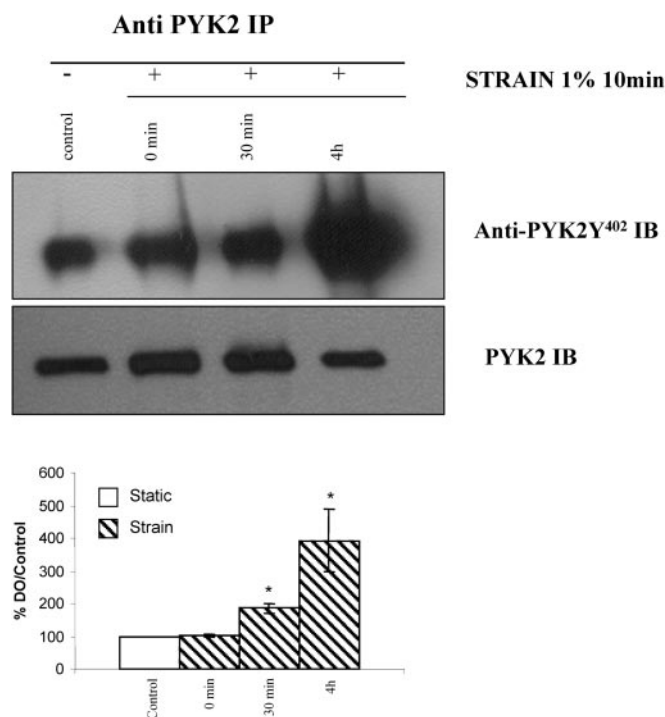 Anti PYK2 IP
- + + + STRAIN 1% 10min
control 0 min 30 min 4h
Anti-PYK2Y402 IB
PYK2 IB
600
500
400
300
200
100
0
% DO/Control
Static
Strain
*
*
Control 0 min 30 min 4h